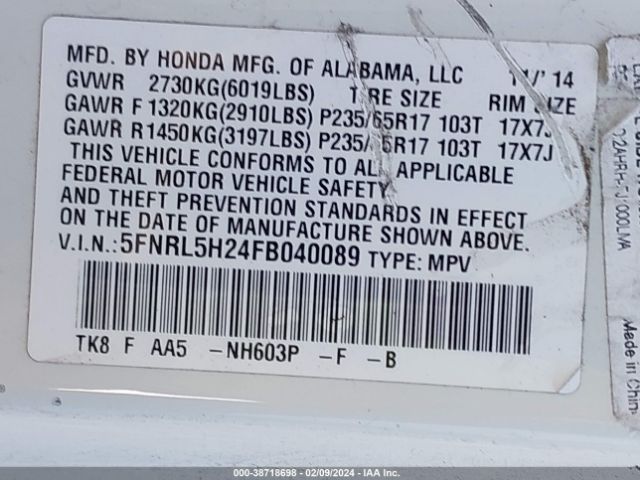 MFD. BY HONDA MFG. OF ALABAMA, LLC 11/'14
GVWR 2730KG(6019LBS) TIRE SIZE RIM SIZE
GAWR F 1320KG(2910LBS) P235/65R17 103T 17X7J
GAWR R 1450KG(3197LBS) P235/65R17 103T 17X7J
THIS VEHICLE CONFORMS TO ALL APPLICABLE
FEDERAL MOTOR VEHICLE SAFETY
AND THEFT PREVENTION STANDARDS IN EFFECT
ON THE DATE OF MANUFACTURE SHOWN ABOVE.
V.I.N.: 5FNRL5H24FB040089 TYPE: MPV
TK8 F AA5 -NH603P -F -B
Made in
000-38718698 - 02/09/2024 - IAA Inc.